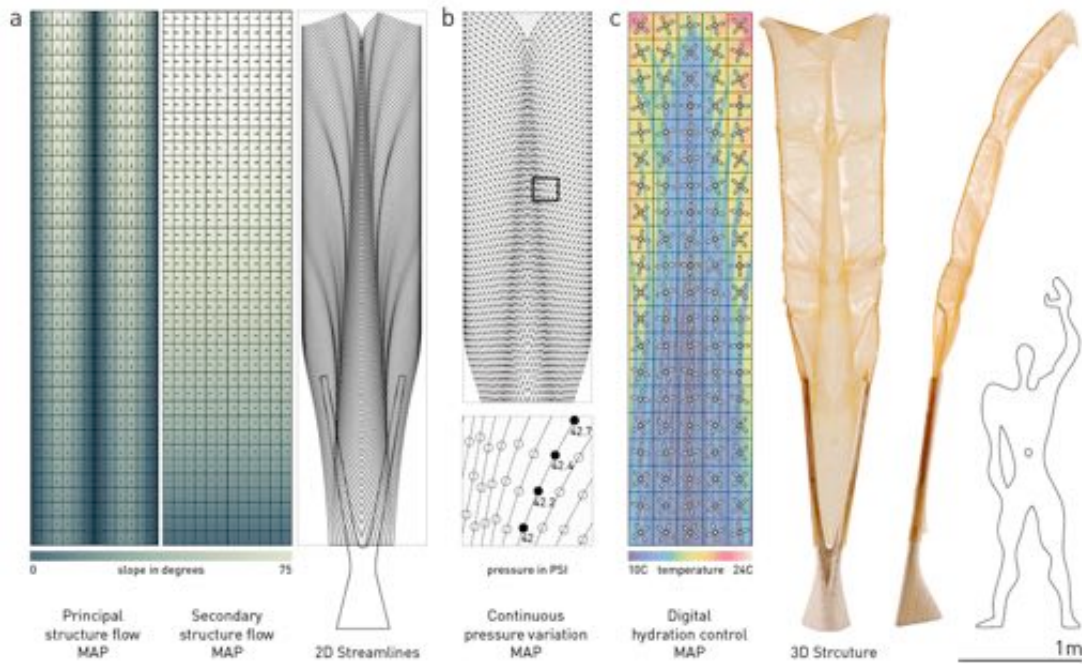 a
b
c
42.7
42.4
42.2
42
0
slope in degrees
75
pressure in PSI
10C
temperature
24C
Principal
structure flow
MAP
Secondary
structure flow
MAP
2D Streamlines
Continuous
pressure variation
MAP
Digital
hydration control
MAP
3D Strcuture
1m